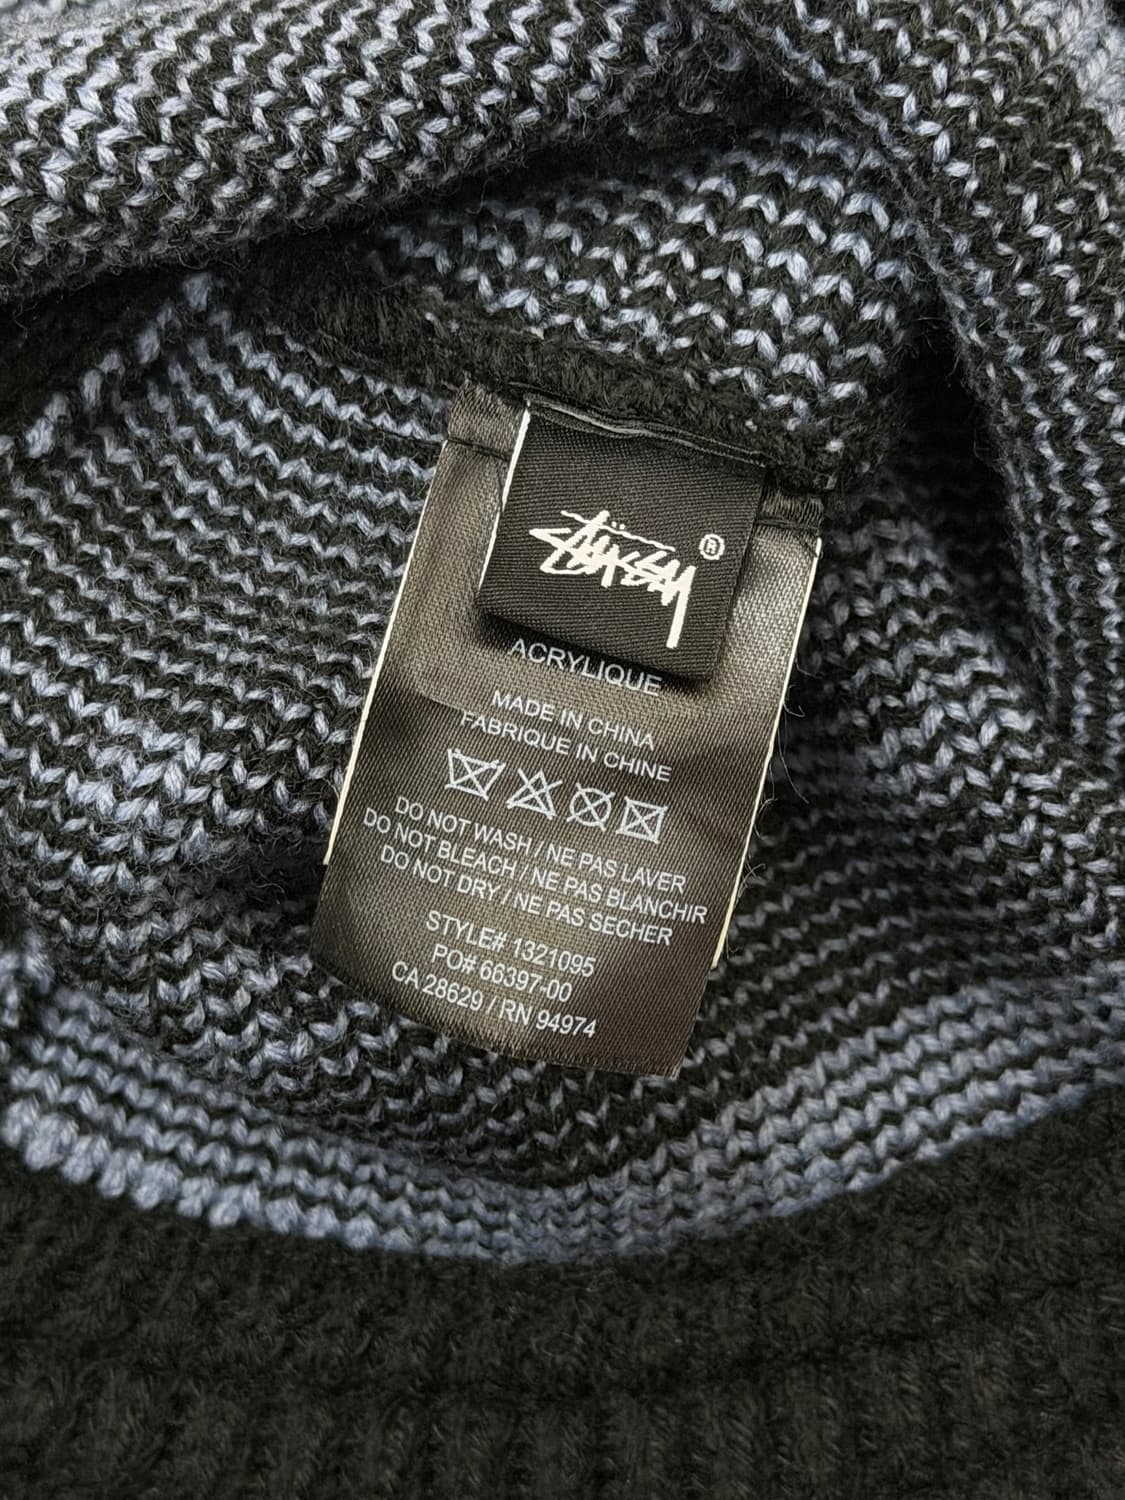 STÜSSY ®
ACRYLIQUE
MADE IN CHINA
FABRIQUE IN CHINE
DO NOT WASH / NE PAS LAVER
DO NOT BLEACH / NE PAS BLANCHIR
DO NOT DRY / NE PAS SECHER
STYLE# 1321095
PO# 66397-00
CA 28629 / RN 94974